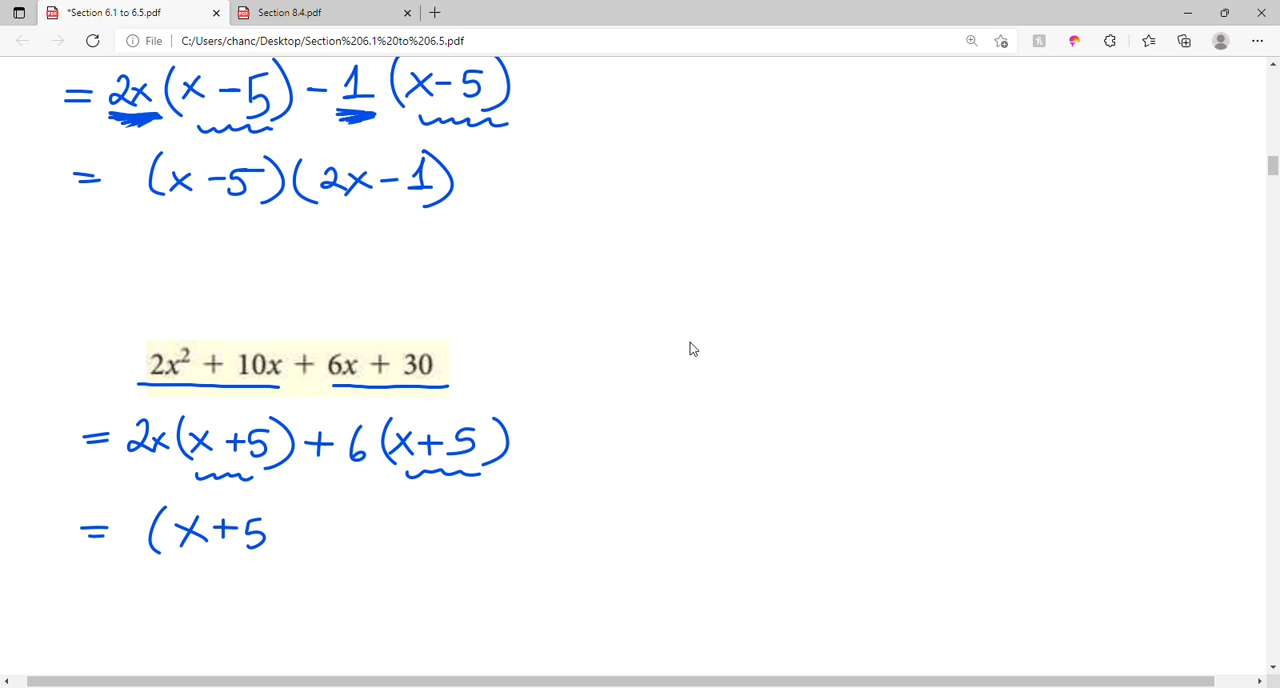 *Section 6.1 to 6.5.pdf
Section 8.4.pdf
File
C:/Users/chanc/Desktop/Section%206.1%20to%206.5.pdf
= 2x(x-5) - 1(x-5)
= (x-5)(2x-1)
2x² + 10x + 6x + 30
= 2x(x+5) + 6(x+5)
= (x+5